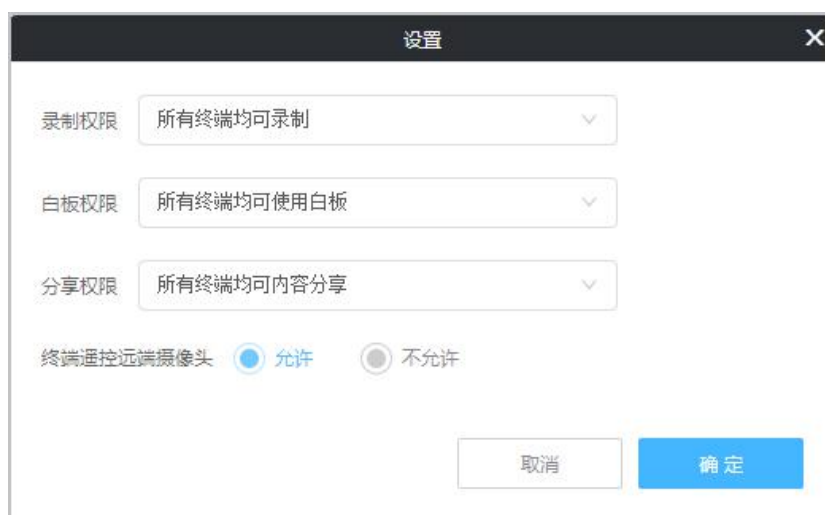 设置
录制权限 所有终端均可录制
白板权限 所有终端均可使用白板
分享权限 所有终端均可内容分享
终端遥控远端摄像头 允许 不允许
取消 确定